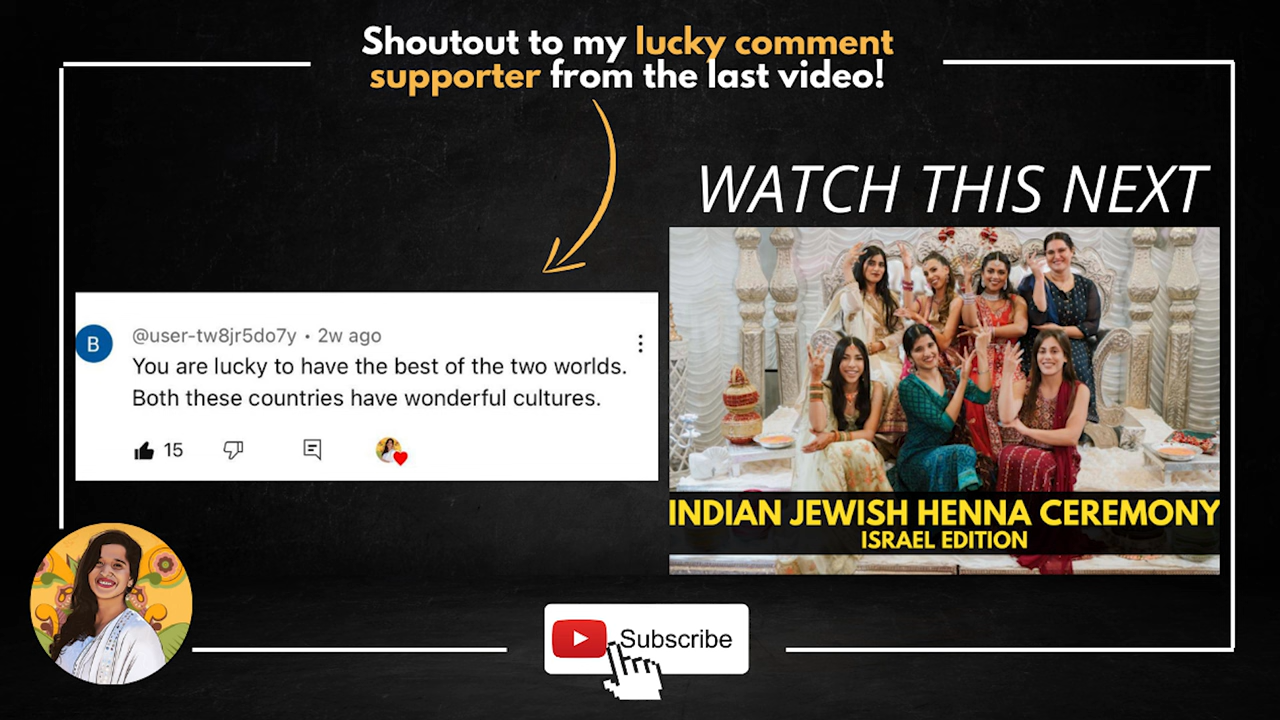 Shoutout to my lucky comment
supporter from the last video!
WATCH THIS NEXT
B
@user-tw8jr5do7y • 2w ago
You are lucky to have the best of the two worlds.
Both these countries have wonderful cultures.
15
INDIAN JEWISH HENNA CEREMONY
ISRAEL EDITION
Subscribe